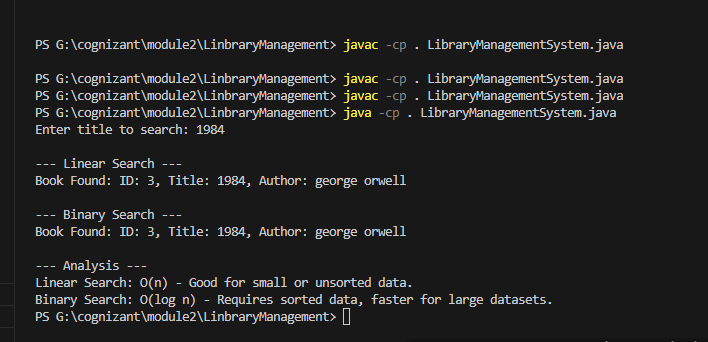 PS G:\cognizant\module2\LinbraryManagement> javac -cp . LibraryManagementSystem.java
PS G:\cognizant\module2\LinbraryManagement> javac -cp . LibraryManagementSystem.java
PS G:\cognizant\module2\LinbraryManagement> javac -cp . LibraryManagementSystem.java
PS G:\cognizant\module2\LinbraryManagement> java -cp . LibraryManagementSystem.java
Enter title to search: 1984
--- Linear Search ---
Book Found: ID: 3, Title: 1984, Author: george orwell
--- Binary Search ---
Book Found: ID: 3, Title: 1984, Author: george orwell
--- Analysis ---
Linear Search: O(n) - Good for small or unsorted data.
Binary Search: O(log n) - Requires sorted data, faster for large datasets.
PS G:\cognizant\module2\LinbraryManagement>